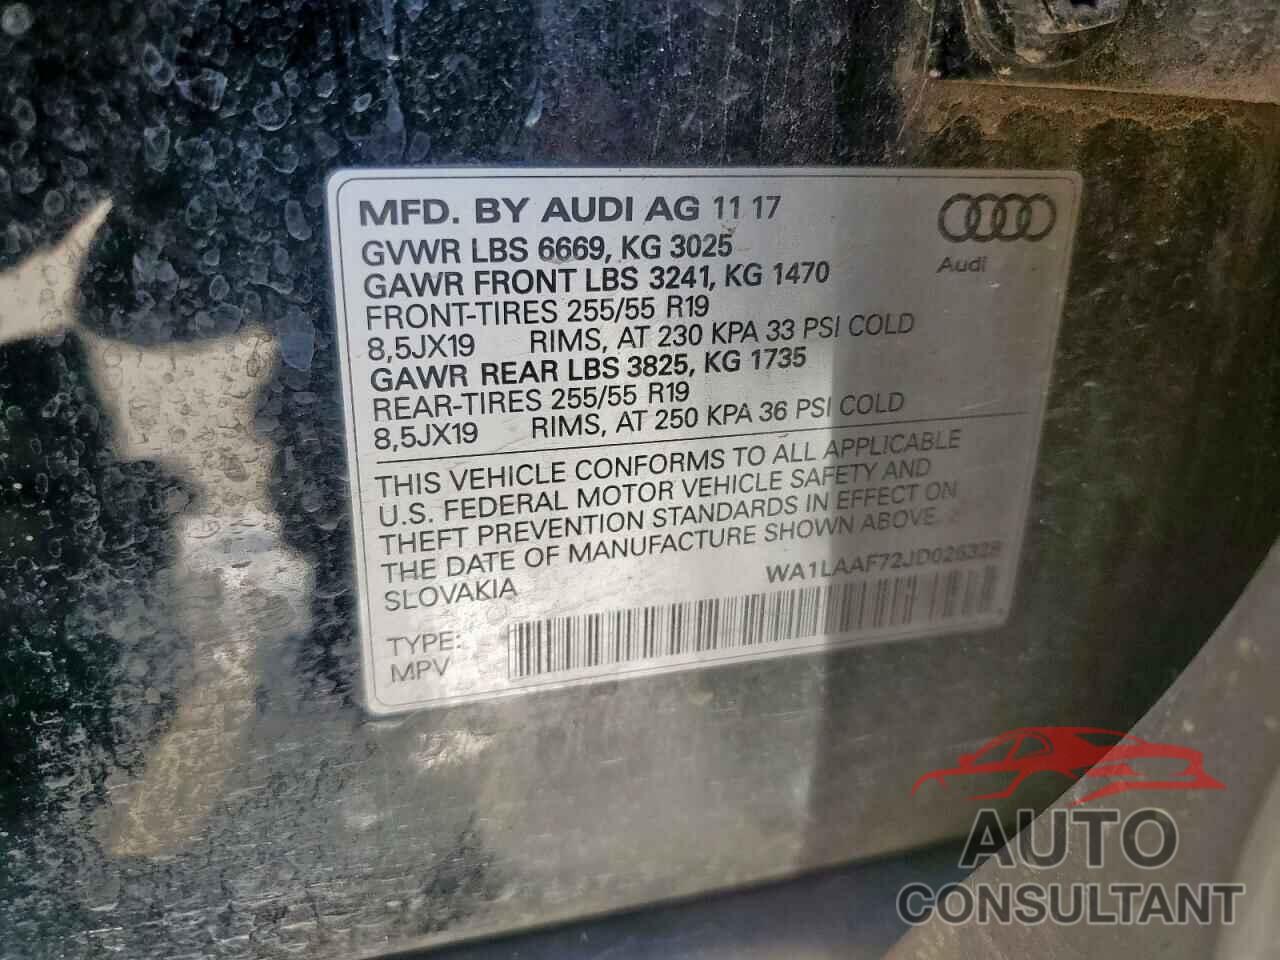 MFD. BY AUDI AG 11 17
GVWR LBS 6669, KG 3025
GAWR FRONT LBS 3241, KG 1470
FRONT-TIRES 255/55 R19
8,5JX19 RIMS, AT 230 KPA 33 PSI COLD
GAWR REAR LBS 3825, KG 1735
REAR-TIRES 255/55 R19
8,5JX19 RIMS, AT 250 KPA 36 PSI COLD
Audi
THIS VEHICLE CONFORMS TO ALL APPLICABLE
U.S. FEDERAL MOTOR VEHICLE SAFETY AND
THEFT PREVENTION STANDARDS IN EFFECT ON
THE DATE OF MANUFACTURE SHOWN ABOVE.
SLOVAKIA
TYPE:
MPV
AUTO
CONSULTANT